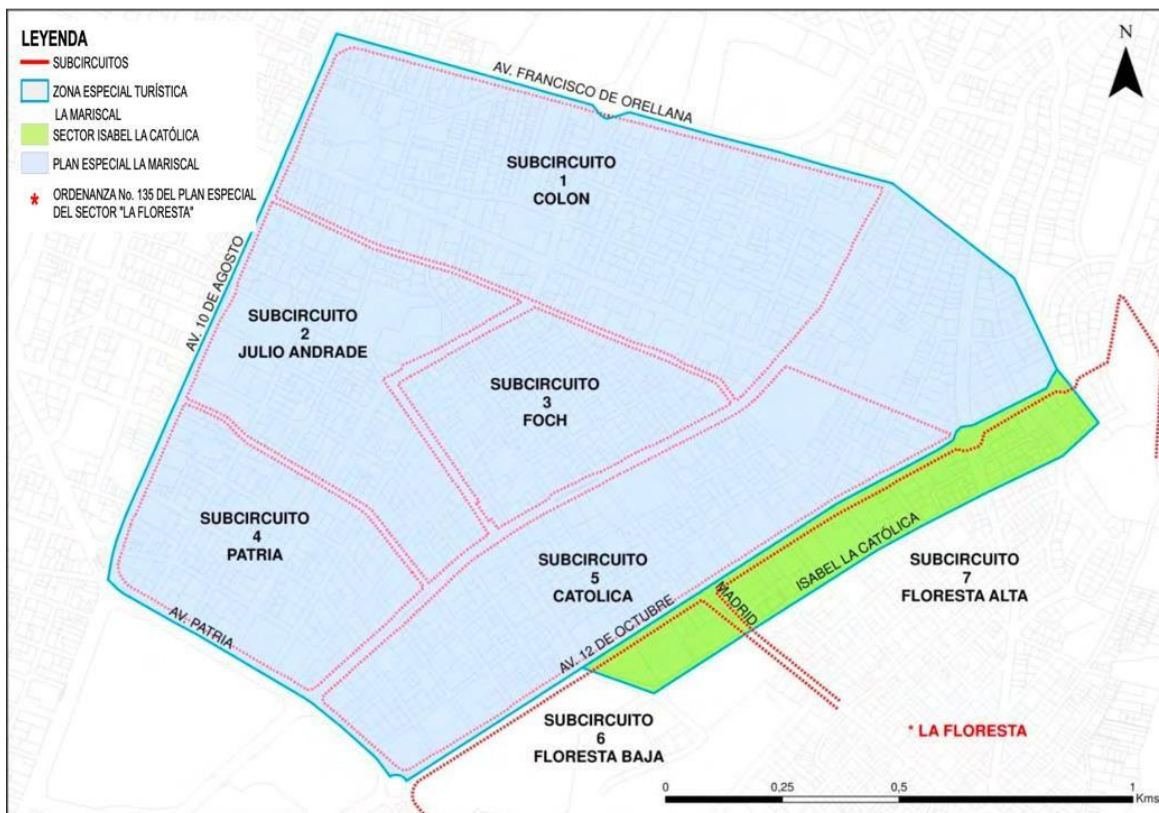 LEYENDA
SUBCIRCUITOS
ZONA ESPECIAL TURÍSTICA
LA MARISCAL
SECTOR ISABEL LA CATÓLICA
PLAN ESPECIAL LA MARISCAL
* ORDENANZA No. 135 DEL PLAN ESPECIAL
DEL SECTOR "LA FLORESTA"
N
AV. FRANCISCO DE ORELLANA
SUBCIRCUITO
1
COLON
AV. 10 DE AGOSTO
SUBCIRCUITO
2
JULIO ANDRADE
SUBCIRCUITO
3
FOCH
SUBCIRCUITO
4
PATRIA
SUBCIRCUITO
5
CATOLICA
ISABEL LA CATÓLICA
SUBCIRCUITO
7
FLORESTA ALTA
MADRID
AV. PATRIA
AV. 12 DE OCTUBRE
SUBCIRCUITO
6
FLORESTA BAJA
* LA FLORESTA
0 0,25 0,5 1
Kms